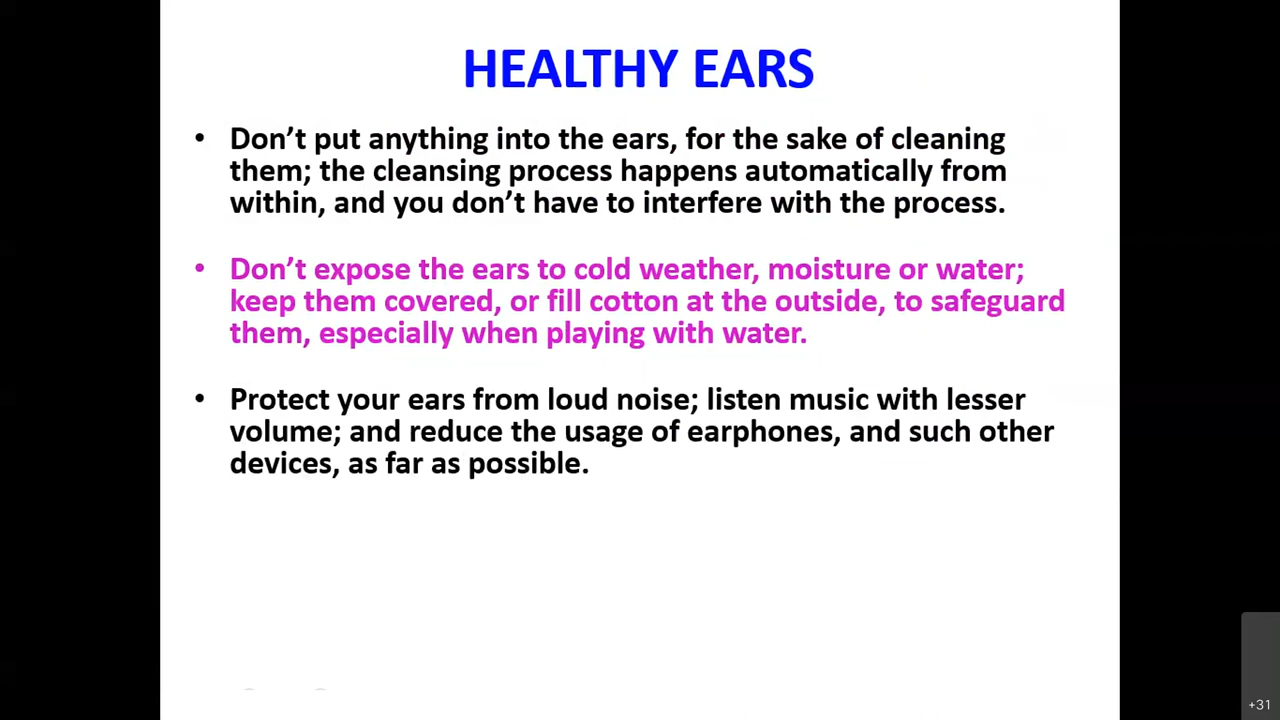 HEALTHY EARS
• Don’t put anything into the ears, for the sake of cleaning
them; the cleansing process happens automatically from
within, and you don’t have to interfere with the process.
• Don’t expose the ears to cold weather, moisture or water;
keep them covered, or fill cotton at the outside, to safeguard
them, especially when playing with water.
• Protect your ears from loud noise; listen music with lesser
volume; and reduce the usage of earphones, and such other
devices, as far as possible.
+31